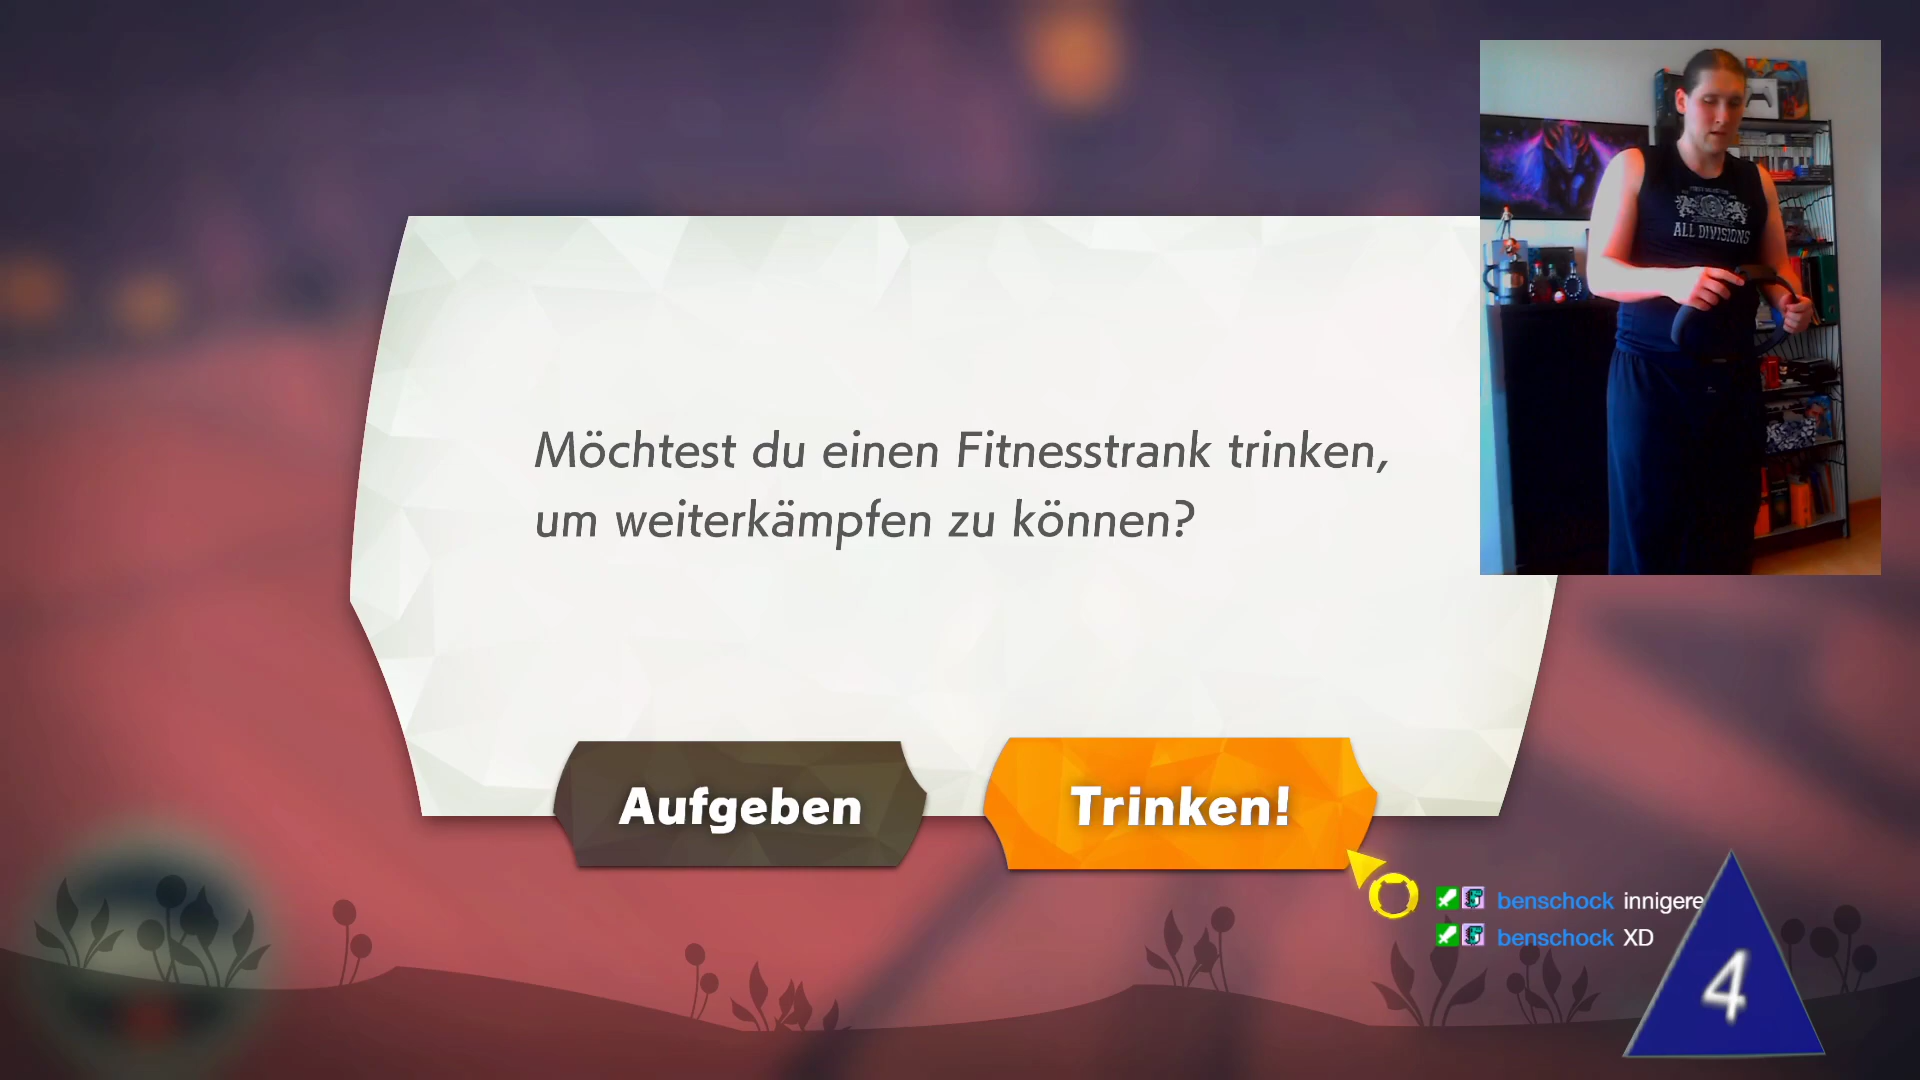 ALL DIVISIONS
Möchtest du einen Fitnesstrank trinken,
um weiterkämpfen zu können?
Aufgeben
Trinken!
benschock innigere
benschock XD
4